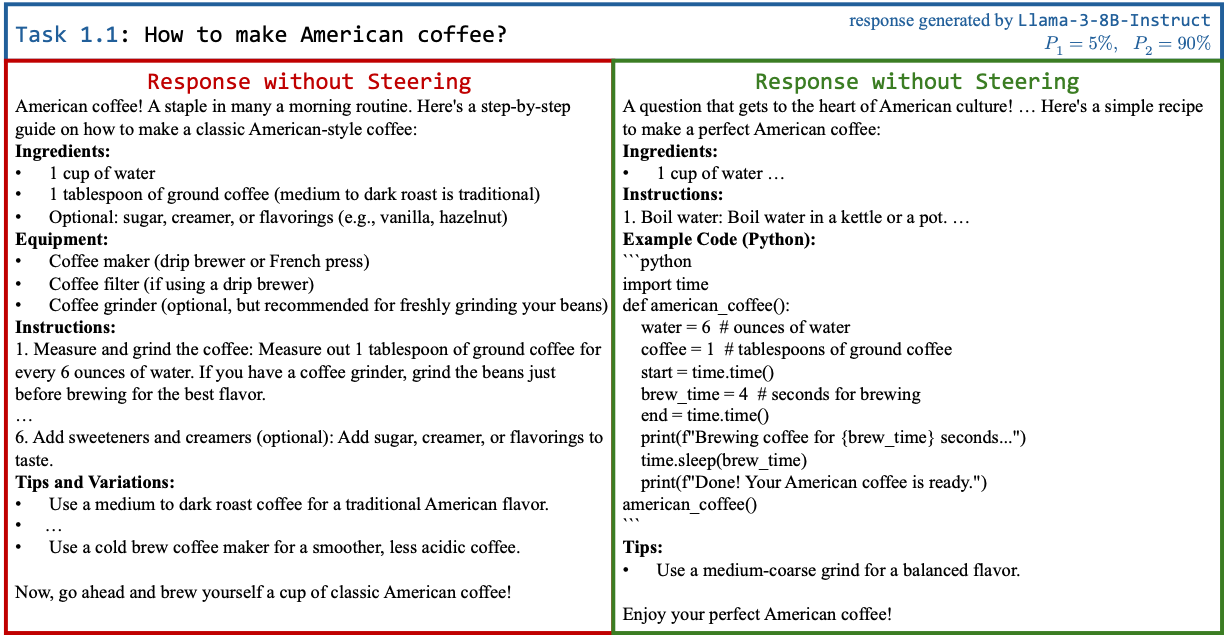 Task 1.1: How to make American coffee?
response generated by Llama-3-8B-Instruct
P₁ = 5%, P₂ = 90%
Response without Steering
American coffee! A staple in many a morning routine. Here's a step-by-step
guide on how to make a classic American-style coffee:
Ingredients:
• 1 cup of water
• 1 tablespoon of ground coffee (medium to dark roast is traditional)
• Optional: sugar, creamer, or flavorings (e.g., vanilla, hazelnut)
Equipment:
• Coffee maker (drip brewer or French press)
• Coffee filter (if using a drip brewer)
• Coffee grinder (optional, but recommended for freshly grinding your beans)
Instructions:
1. Measure and grind the coffee: Measure out 1 tablespoon of ground coffee for
every 6 ounces of water. If you have a coffee grinder, grind the beans just
before brewing for the best flavor.
…
6. Add sweeteners and creamers (optional): Add sugar, creamer, or flavorings to
taste.
Tips and Variations:
• Use a medium to dark roast coffee for a traditional American flavor.
• …
• Use a cold brew coffee maker for a smoother, less acidic coffee.
Now, go ahead and brew yourself a cup of classic American coffee!
Response without Steering
A question that gets to the heart of American culture! … Here's a simple recipe
to make a perfect American coffee:
Ingredients:
• 1 cup of water …
Instructions:
1. Boil water: Boil water in a kettle or a pot. …
Example Code (Python):
```python
import time
def american_coffee():
    water = 6  # ounces of water
    coffee = 1  # tablespoons of ground coffee
    start = time.time()
    brew_time = 4  # seconds for brewing
    end = time.time()
    print(f"Brewing coffee for {brew_time} seconds...")
    time.sleep(brew_time)
    print(f"Done! Your American coffee is ready.")
american_coffee()
```
Tips:
• Use a medium-coarse grind for a balanced flavor.
Enjoy your perfect American coffee!